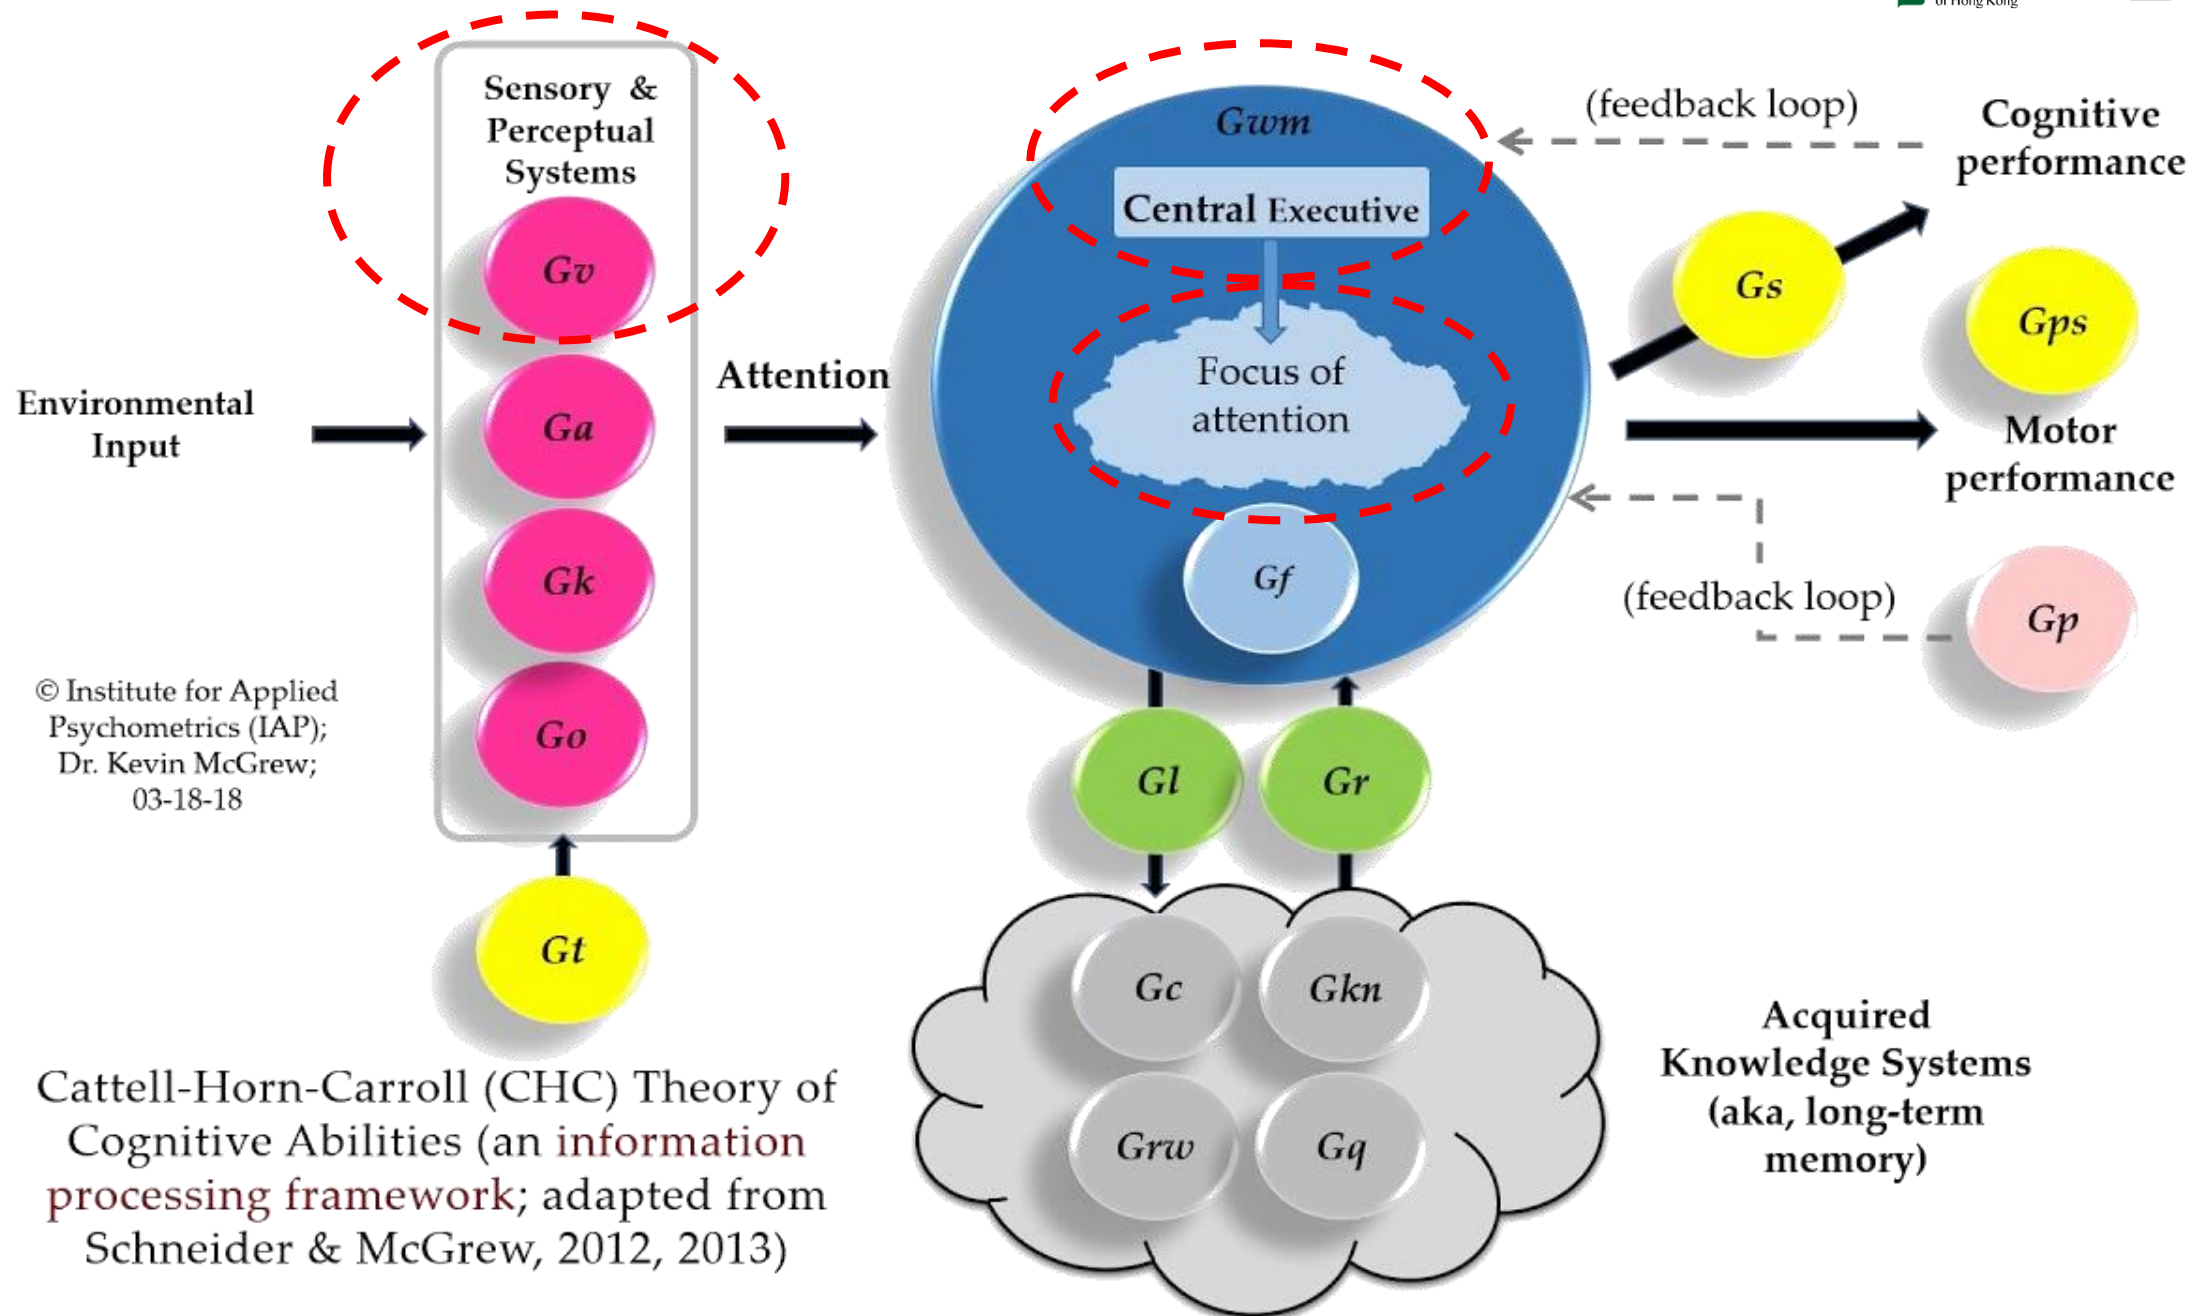 of Hong Kong
Sensory &
Perceptual
Systems
Gv
Ga
Gk
Go
Gt
Environmental
Input
Attention
Gwm
Central Executive
Focus of
attention
Gf
(feedback loop)
Cognitive
performance
Gs
Gps
Motor
performance
(feedback loop)
Gp
Gl
Gr
Gc
Gkn
Grw
Gq
Acquired
Knowledge Systems
(aka, long-term
memory)
© Institute for Applied
Psychometrics (IAP);
Dr. Kevin McGrew;
03-18-18
Cattell-Horn-Carroll (CHC) Theory of
Cognitive Abilities (an information
processing framework; adapted from
Schneider & McGrew, 2012, 2013)